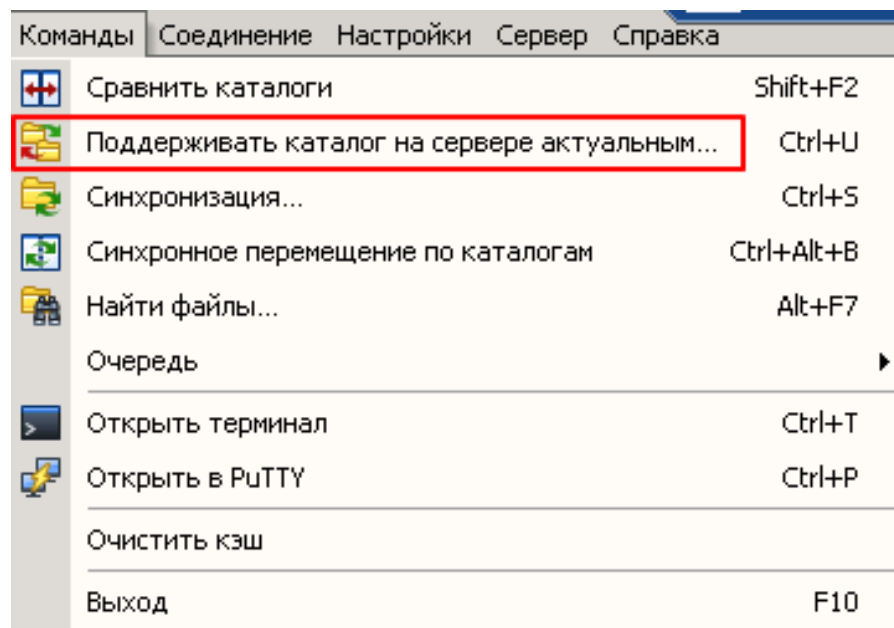 Команды Соединение Настройки Сервер Справка
Сравнить каталоги Shift+F2
Поддерживать каталог на сервере актуальным... Ctrl+U
Синхронизация... Ctrl+S
Синхронное перемещение по каталогам Ctrl+Alt+B
Найти файлы... Alt+F7
Очередь
Открыть терминал Ctrl+T
Открыть в PuTTY Ctrl+P
Очистить кэш
Выход F10